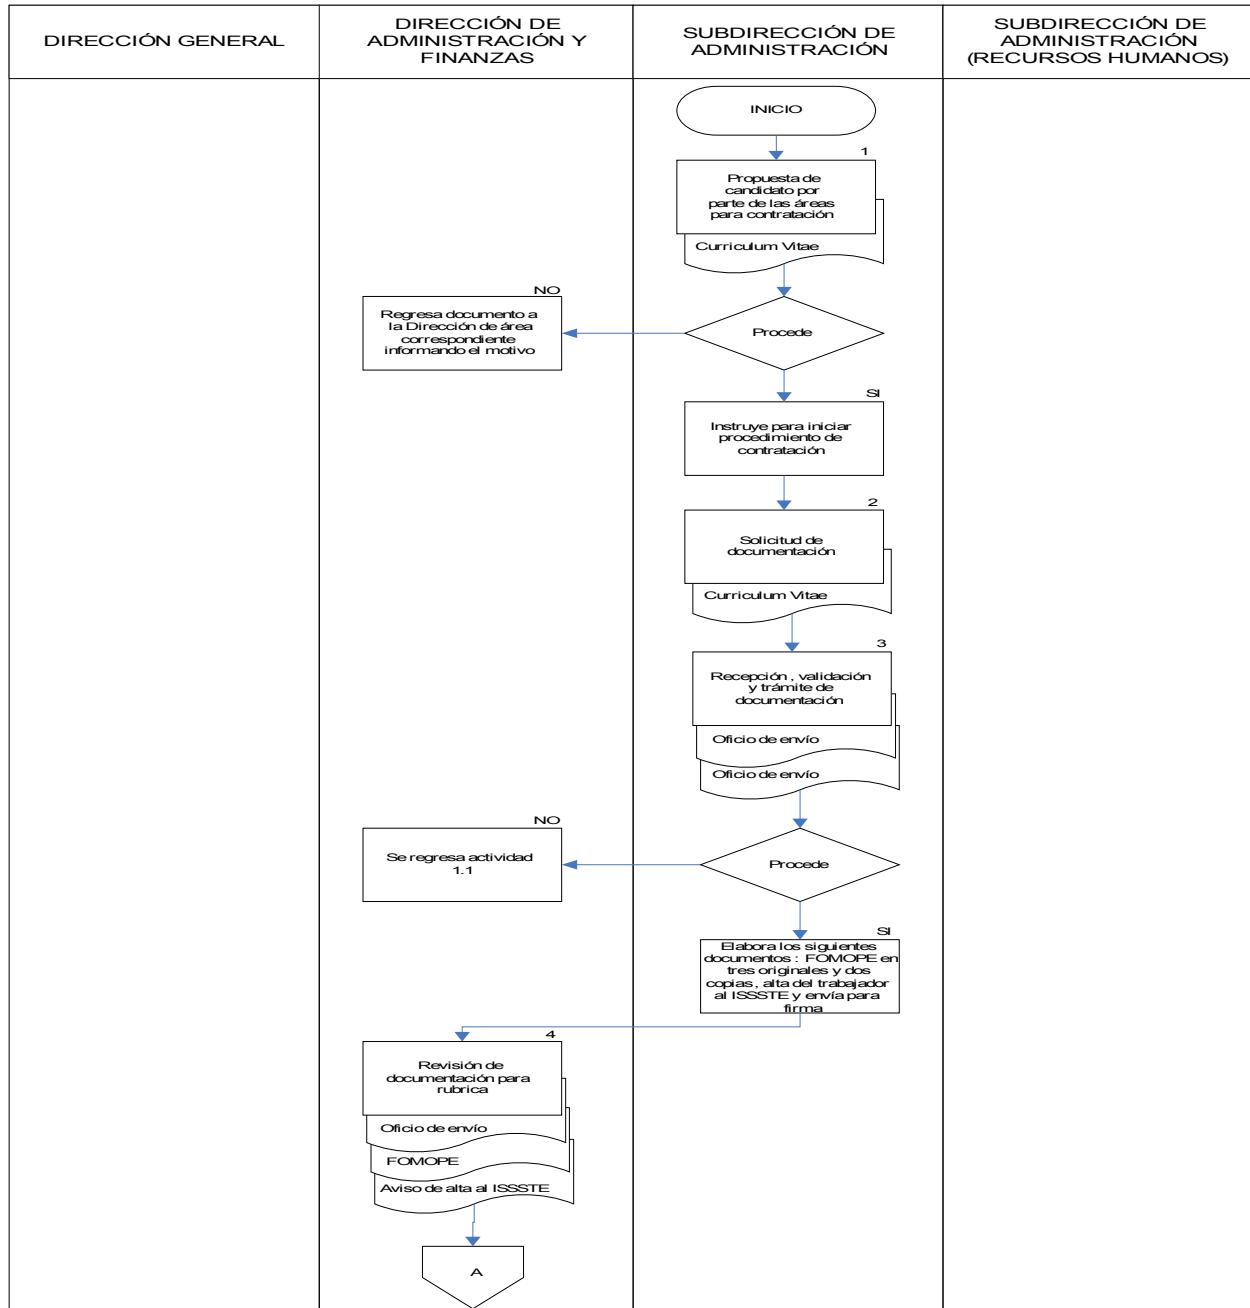 DIRECCIÓN GENERAL
DIRECCIÓN DE
ADMINISTRACIÓN Y
FINANZAS
SUBDIRECCIÓN DE
ADMINISTRACIÓN
SUBDIRECCIÓN DE
ADMINISTRACIÓN
(RECURSOS HUMANOS)
INICIO
1
Propuesta de
candidato por
parte de las áreas
para contratación
Curriculum Vitae
NO
Regresa documento a
la Dirección de área
correspondiente
informando el motivo
Procede
SI
Instruye para iniciar
procedimiento de
contratación
2
Solicitud de
documentación
Curriculum Vitae
3
Recepción , validación
y trámite de
documentación
Oficio de envío
Oficio de envío
NO
Se regresa actividad
1.1
Procede
SI
Elabora los siguientes
documentos : FOMOPE en
tres originales y dos
copias , alta del trabajador
al ISSSTE y envía para
firma
4
Revisión de
documentación para
rubrica
Oficio de envío
FOMOPE
Aviso de alta al ISSSTE
A